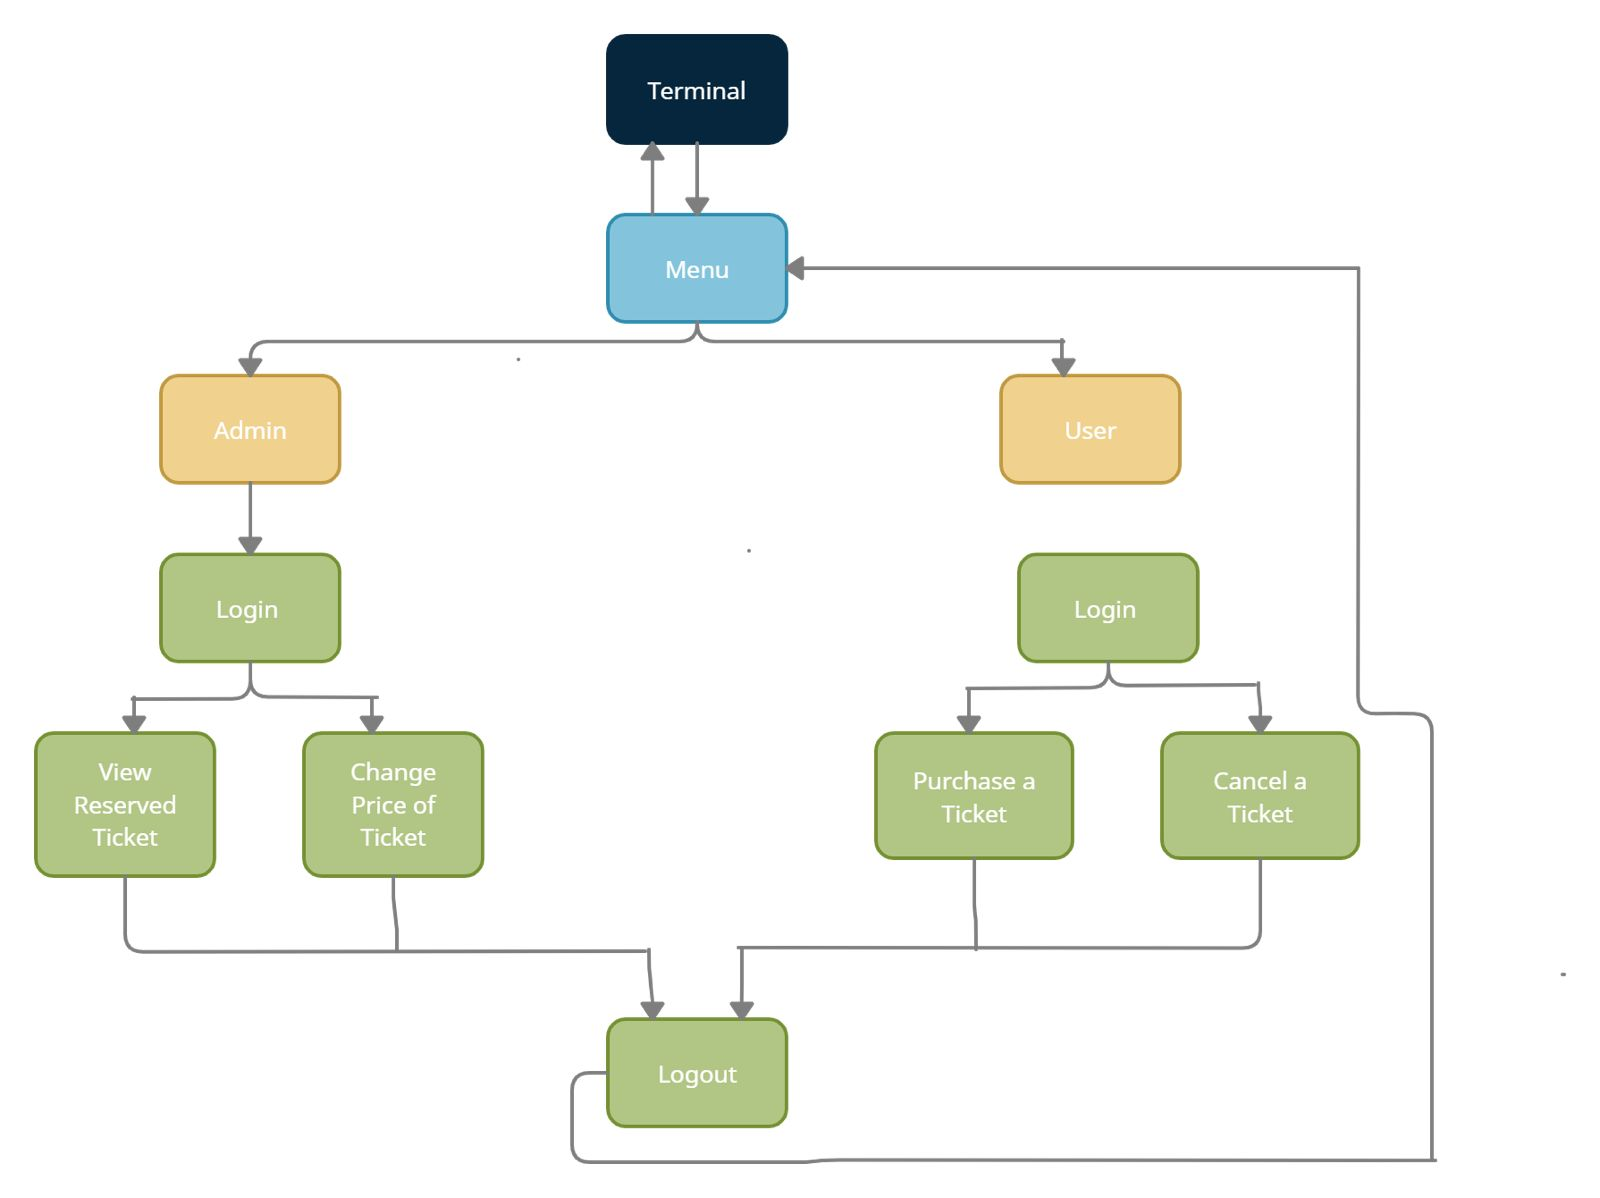 Terminal
Menu
Admin
User
Login
Login
View
Reserved
Ticket
Change
Price of
Ticket
Purchase a
Ticket
Cancel a
Ticket
Logout